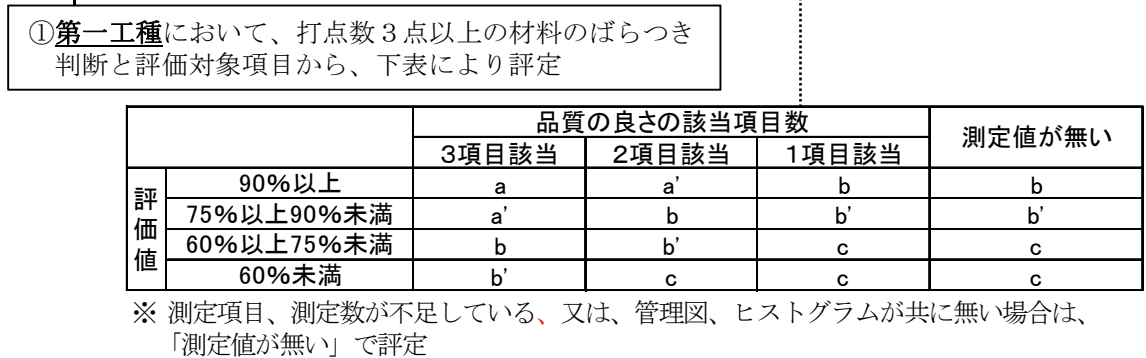 ①第一工種において、打点数３点以上の材料のばらつき
判断と評価対象項目から、下表により評定
品質の良さの該当項目数 測定値が無い
3項目該当 2項目該当 1項目該当
評価値
90%以上 a a’ b b
75%以上90%未満 a’ b b’ b’
60%以上75%未満 b b’ c c
60%未満 b’ c c c
※ 測定項目、測定数が不足している、又は、管理図、ヒストグラムが共に無い場合は、
「測定値が無い」で評定